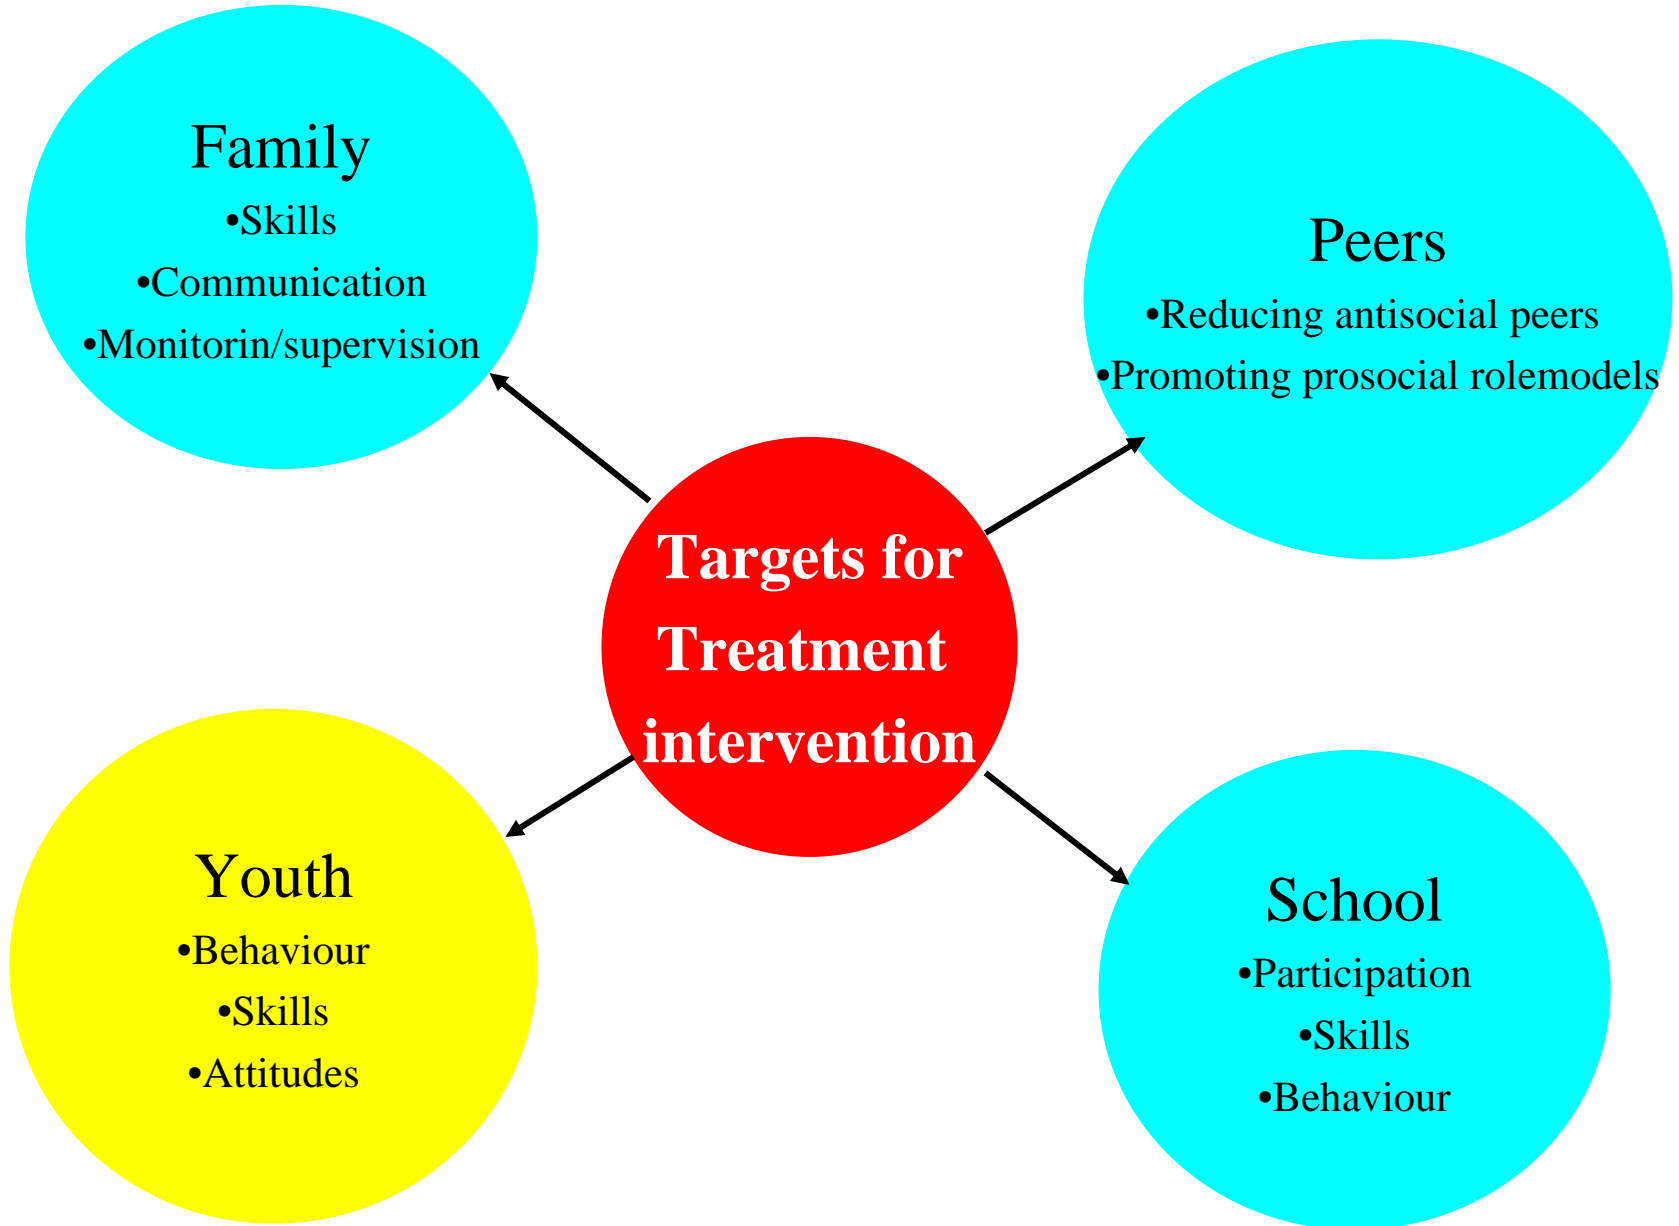 Family
•Skills
•Communication
•Monitorin/supervision
Peers
•Reducing antisocial peers
•Promoting prosocial rolemodels
Targets for
Treatment
intervention
Youth
•Behaviour
•Skills
•Attitudes
School
•Participation
•Skills
•Behaviour